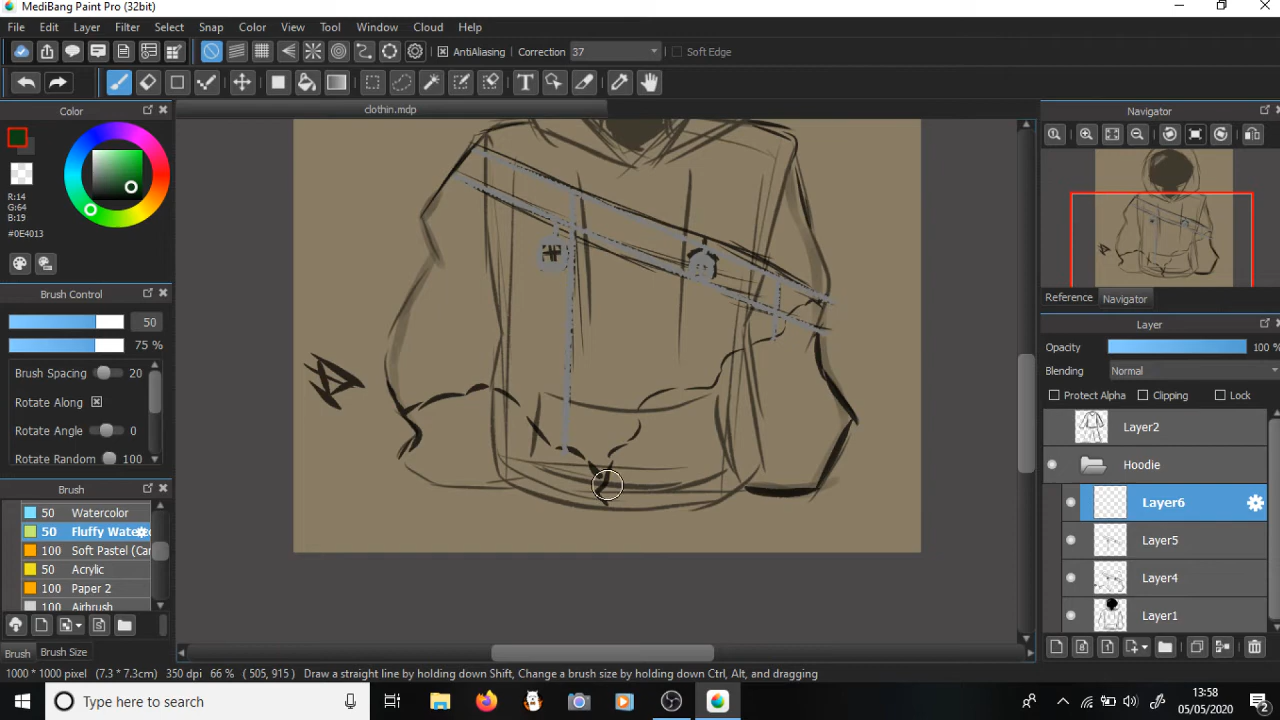 MediBang Paint Pro (32bit)
File Edit Layer Filter Select Snap Color View Tool Window Cloud Help
AntiAliasing Correction 37 Soft Edge
Color
clothin.mdp
Navigator
R:14
G:64
B:19
#0E4013
Brush Control
50
75 %
Brush Spacing 20
Rotate Along
Rotate Angle 0
Rotate Random 100
Reference Navigator
Layer
Opacity 100 %
Blending Normal
Protect Alpha Clipping Lock
Layer2
Hoodie
Layer6
Layer5
Layer4
Layer1
Brush
50 Watercolor
50 Fluffy Water
100 Soft Pastel (Car
50 Acrylic
100 Paper 2
100 Airbrush
Brush Brush Size
1000 * 1000 pixel (7.3 * 7.3cm) 350 dpi 66 % ( 505, 915 ) Draw a straight line by holding down Shift, Change a brush size by holding down Ctrl, Alt, and dragging
Type here to search
13:58
05/05/2020
2